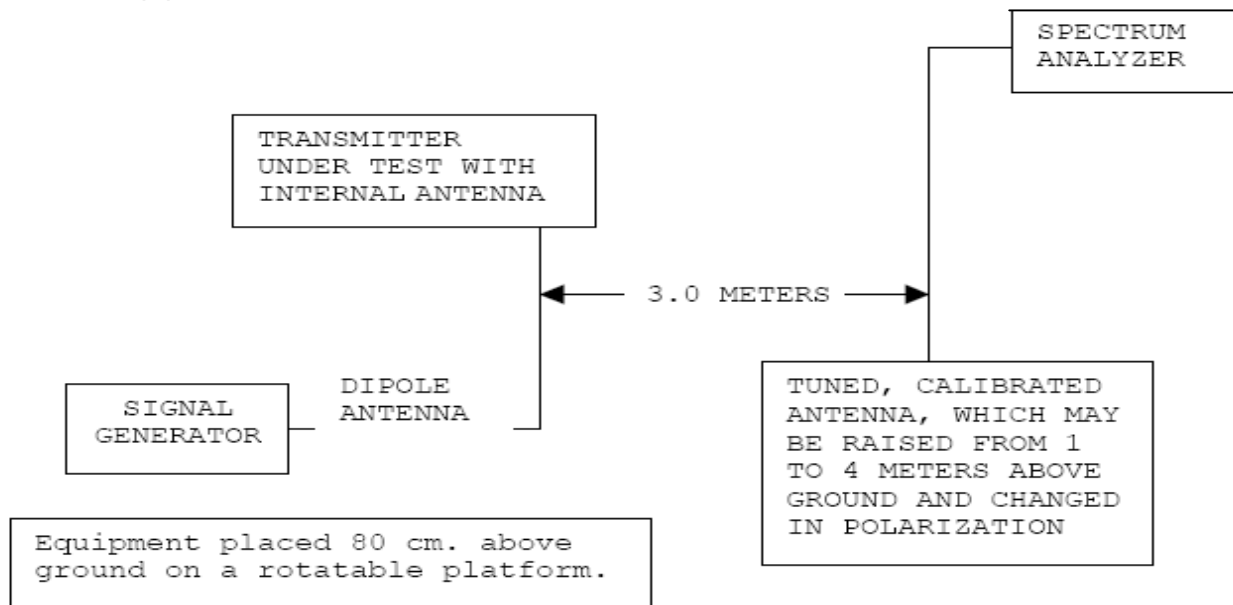 SPECTRUM
ANALYZER
TRANSMITTER
UNDER TEST WITH
INTERNAL ANTENNA
3.0 METERS
DIPOLE
ANTENNA
SIGNAL
GENERATOR
TUNED, CALIBRATED
ANTENNA, WHICH MAY
BE RAISED FROM 1
TO 4 METERS ABOVE
GROUND AND CHANGED
IN POLARIZATION
Equipment placed 80 cm. above
ground on a rotatable platform.